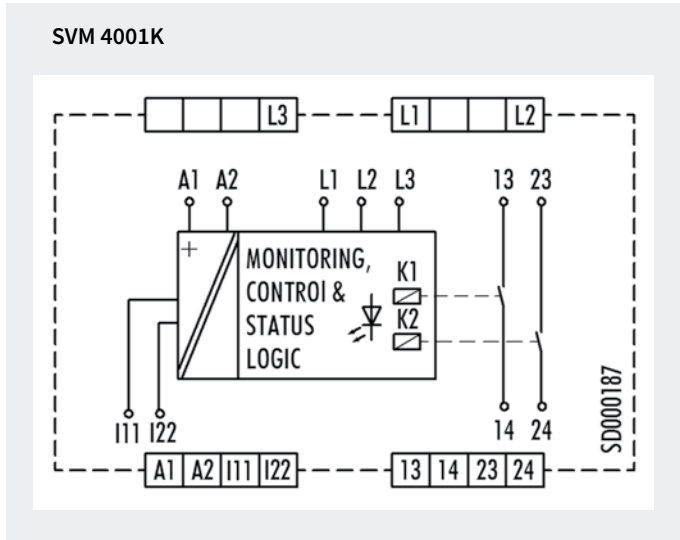 SVM 4001K
L3 L1 L2
A1 A2 L1 L2 L3 13 23
+
MONITORING,
CONTROl &
STATUS
LOGIC
K1
K2
I11 I22
14 24
SD000187
A1 A2 I11 I22 13 14 23 24